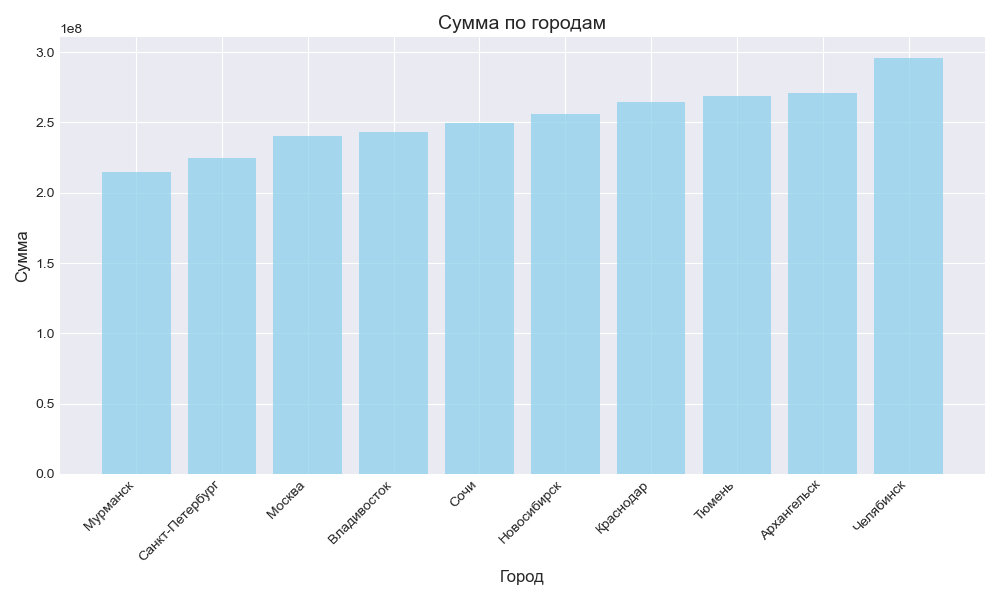 Сумма по городам
1e8
3.0
2.5
2.0
1.5
1.0
0.5
0.0
Сумма
Мурманск
Санкт-Петербург
Москва
Владивосток
Сочи
Новосибирск
Краснодар
Тюмень
Архангельск
Челябинск
Город